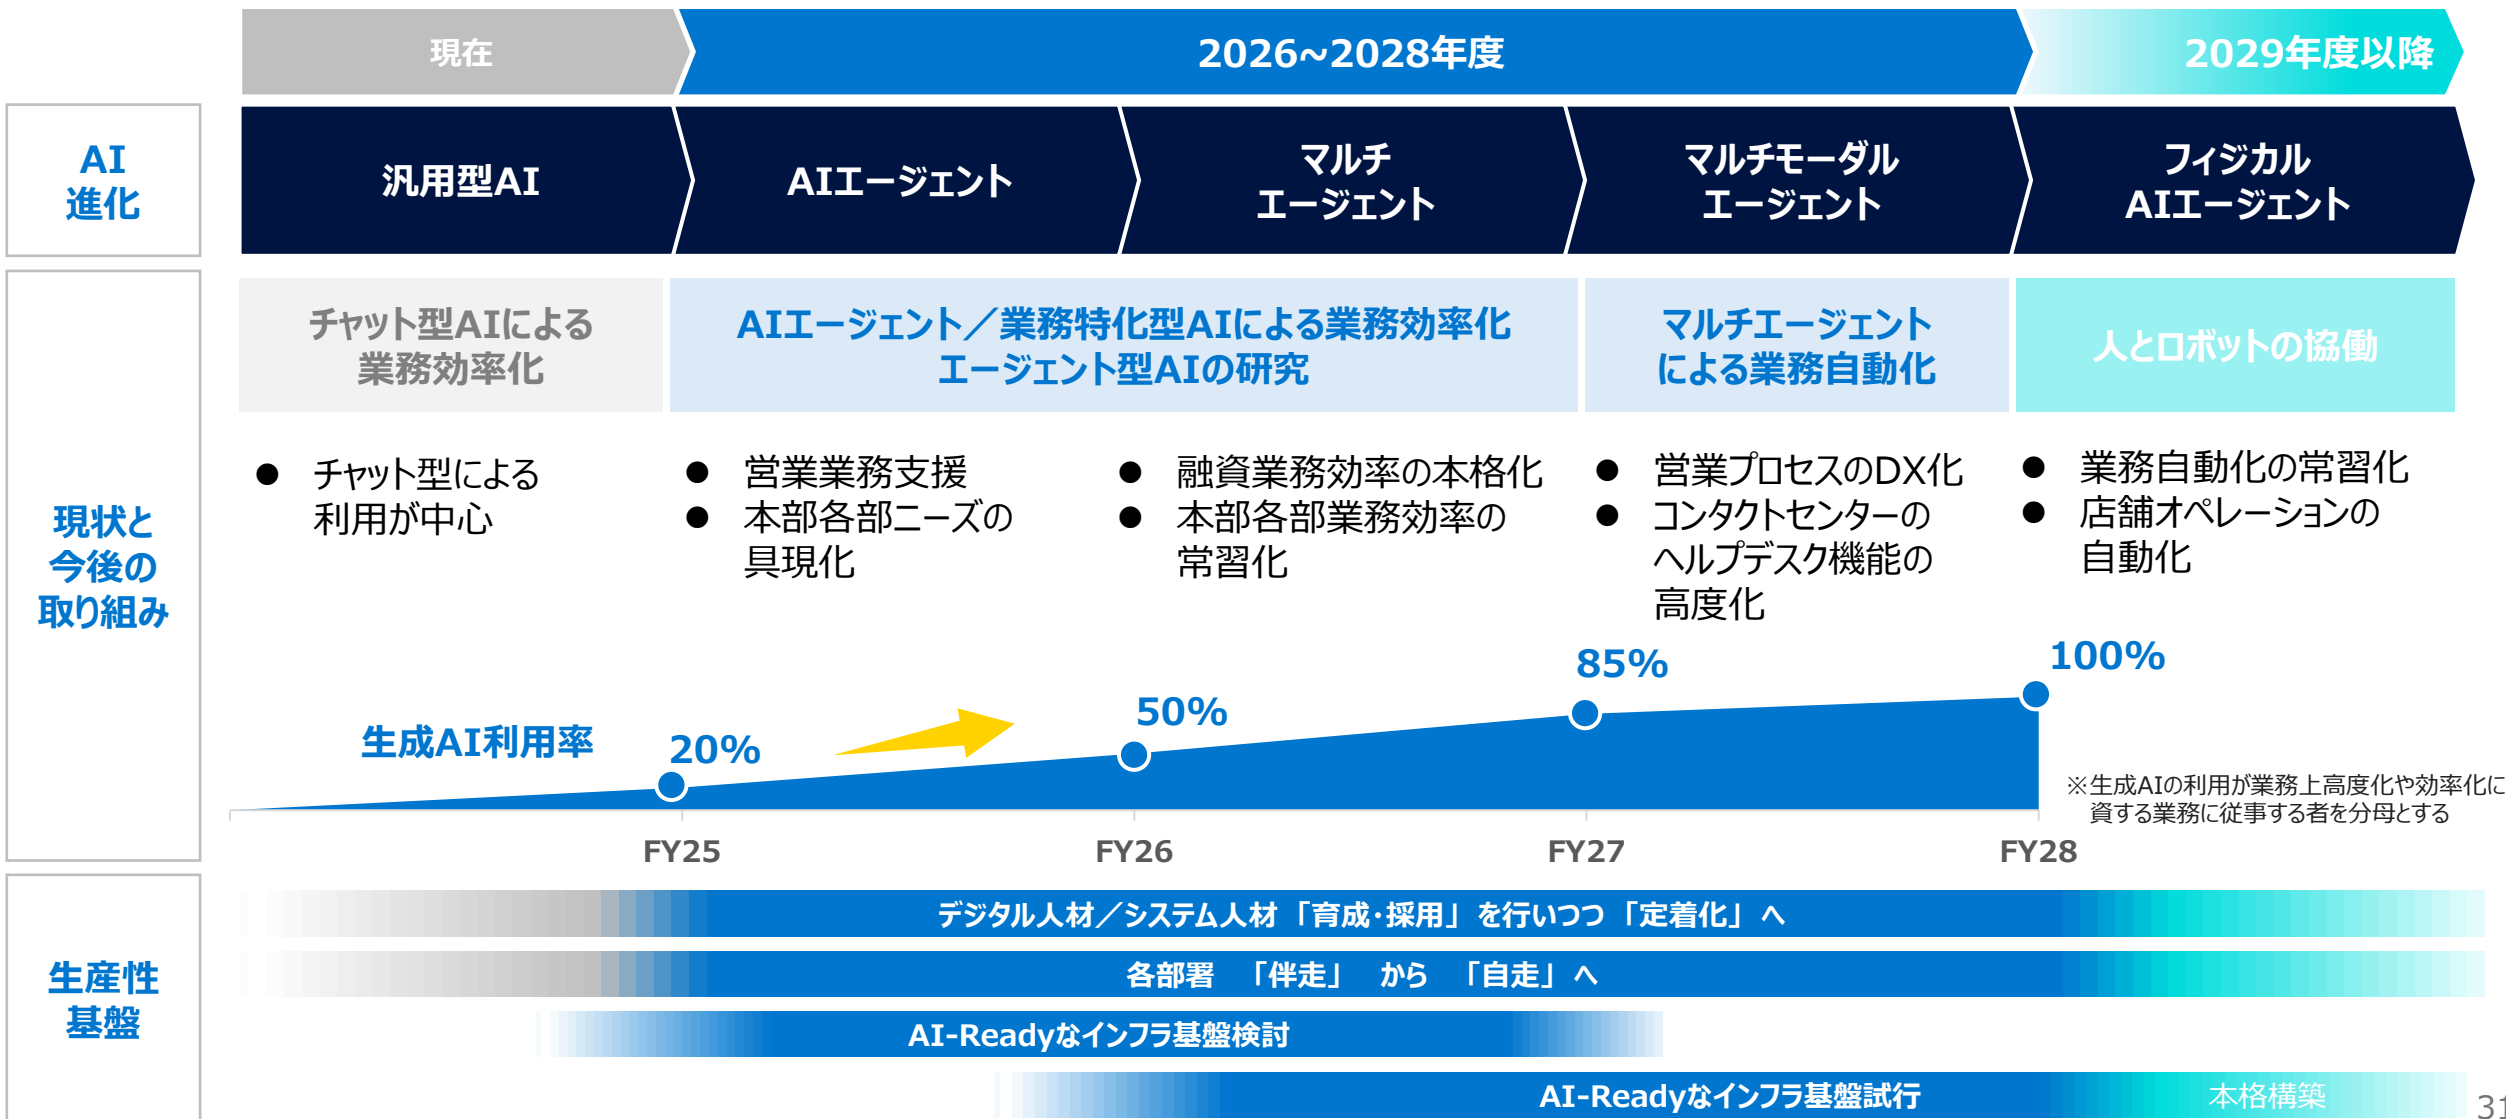 現在
2026~2028年度
2029年度以降
AI
進化
汎用型AI
AIエージェント
マルチ
エージェント
マルチモーダル
エージェント
フィジカル
AIエージェント
現状と
今後の
取り組み
チャット型AIによる
業務効率化
AIエージェント／業務特化型AIによる業務効率化
エージェント型AIの研究
マルチエージェント
による業務自動化
人とロボットの協働
● チャット型による
利用が中心
● 営業業務支援
● 本部各部ニーズの
具現化
● 融資業務効率の本格化
● 本部各部業務効率の
常習化
● 営業プロセスのDX化
● コンタクトセンターの
ヘルプデスク機能の
高度化
● 業務自動化の常習化
● 店舗オペレーションの
自動化
生成AI利用率
20%
50%
85%
100%
※生成AIの利用が業務上高度化や効率化に
資する業務に従事する者を分母とする
FY25
FY26
FY27
FY28
生産性
基盤
デジタル人材／システム人材「育成・採用」を行いつつ「定着化」へ
各部署 「伴走」 から 「自走」へ
AI-Readyなインフラ基盤検討
AI-Readyなインフラ基盤試行
本格構築
31